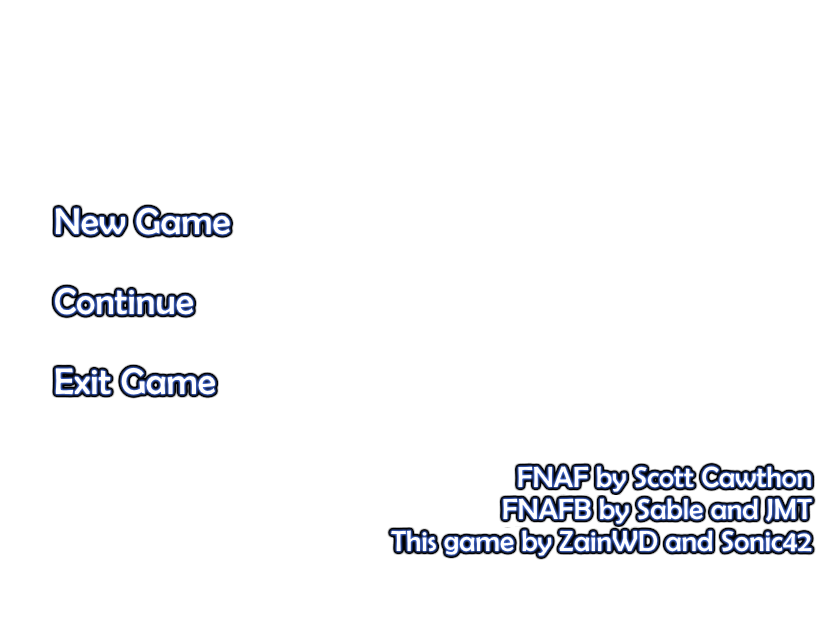 New Game
Continue
Exit Game
FNAF by Scott Cawthon
FNAFB by Sable and JMT
This game by ZainWD and Sonic42